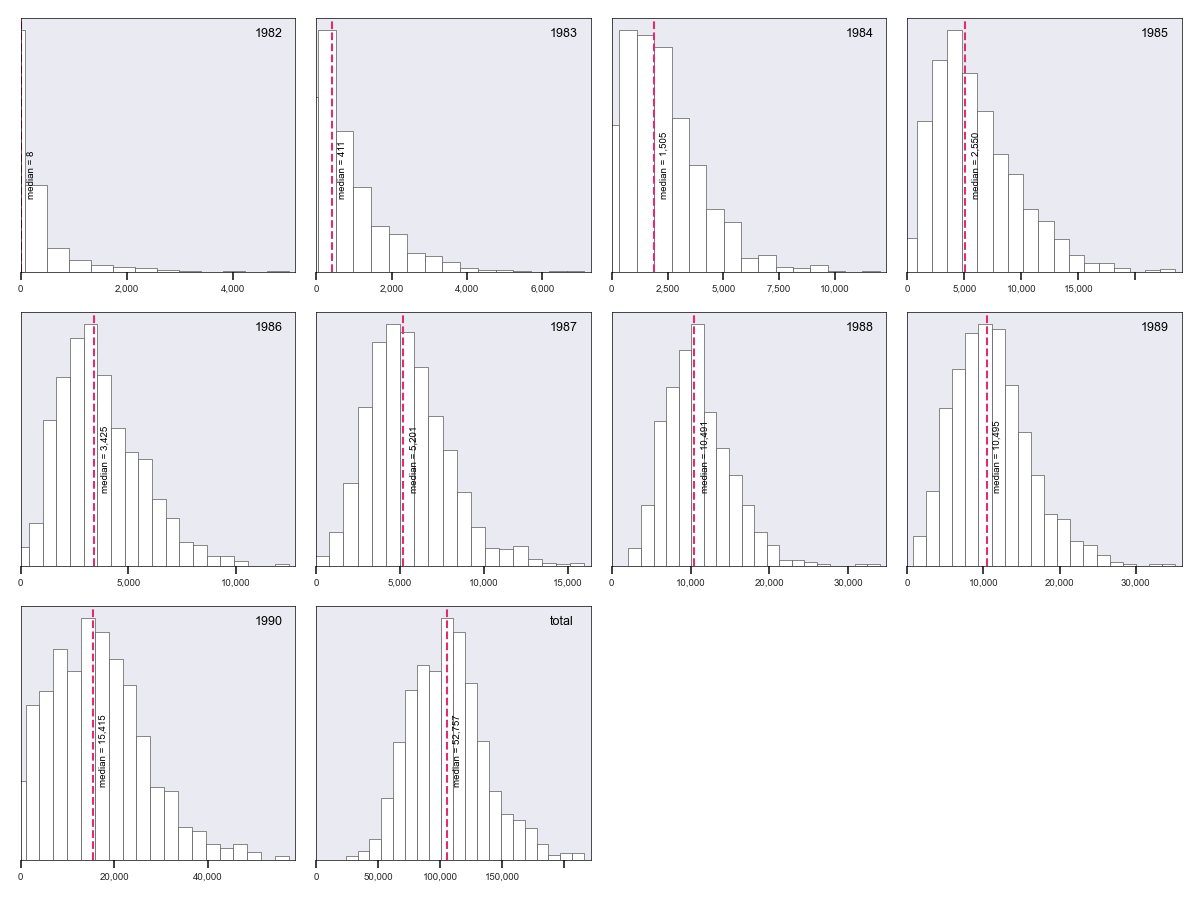 1982
median = 8
0 2,000 4,000
1983
median = 411
0 2,000 4,000 6,000
1984
median = 1,505
0 2,500 5,000 7,500 10,000
1985
median = 2,550
0 5,000 10,000 15,000
1986
median = 3,425
0 5,000 10,000
1987
median = 5,201
0 5,000 10,000 15,000
1988
median = 10,491
0 10,000 20,000 30,000
1989
median = 10,495
0 10,000 20,000 30,000
1990
median = 15,415
0 20,000 40,000
total
median = 52,757
0 50,000 100,000 150,000